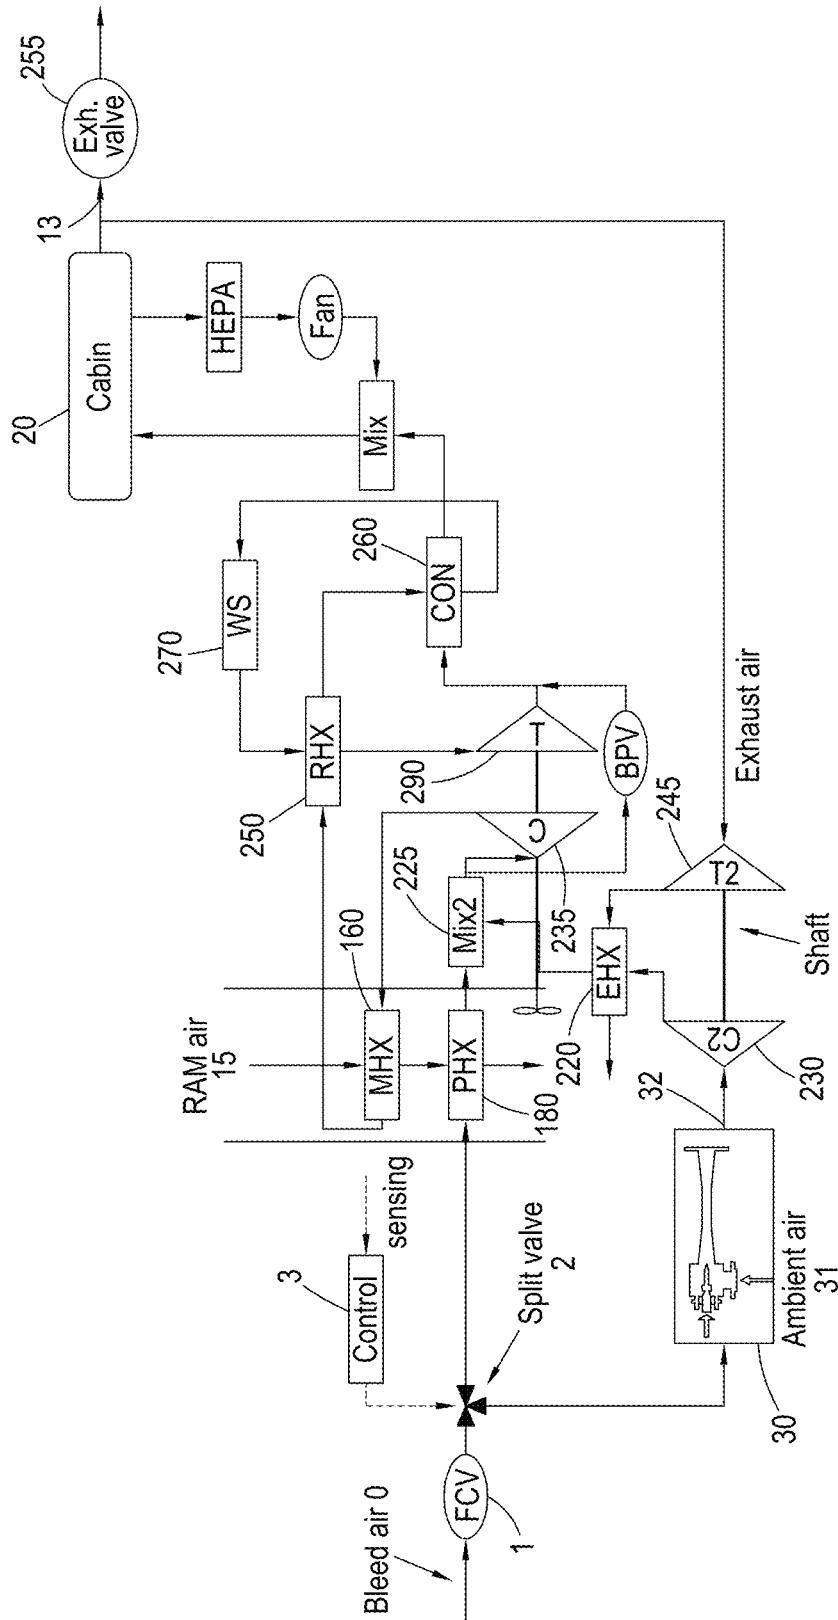 Bleed air 0
FCV
1
Split valve
2
Control
3
sensing
RAM air
15
MHX
160
PHX
180
Mix2
225
C
235
T
290
BPV
RHX
250
WS
270
CON
260
Mix
Fan
HEPA
Cabin
20
13
Exh.
valve
255
Ambient air
31
30
32
C2
230
Shaft
T2
245
EHX
220
Exhaust air